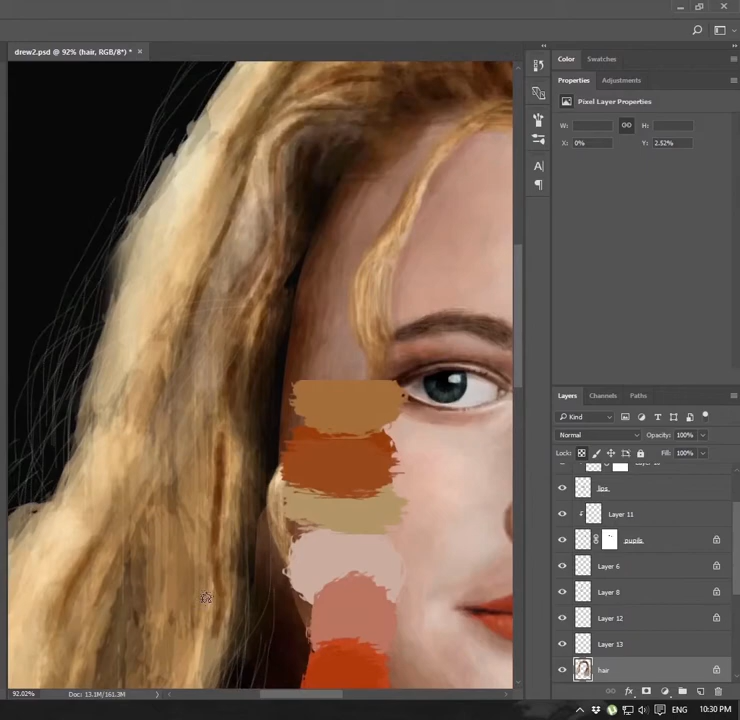 drew2.psd @ 92% (hair, RGB/8*) * ×
Color Swatches
Properties Adjustments
Pixel Layer Properties
W: H:
X: 0% Y: 2.52%
Layers Channels Paths
Kind
Normal Opacity: 100%
Lock: Fill: 100%
lips
Layer 11
pupils
Layer 6
Layer 8
Layer 12
Layer 13
hair
fx
92.02% Doc: 13.1M/161.3M
ENG 10:30 PM